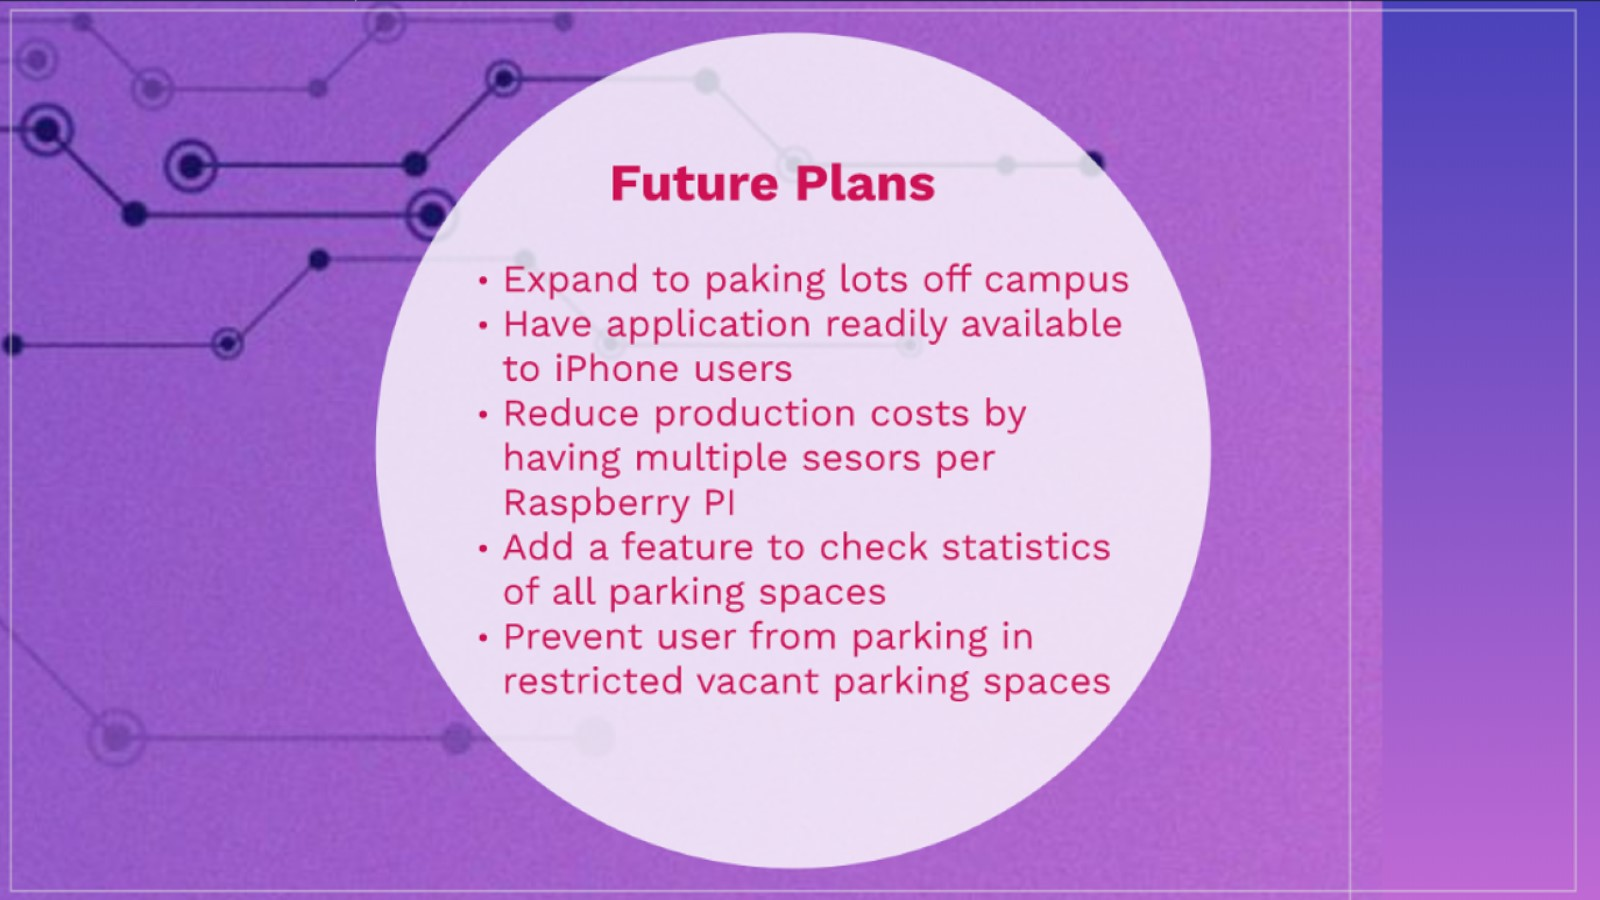 Future Plans
• Expand to paking lots off campus
• Have application readily available
to iPhone users
• Reduce production costs by
having multiple sesors per
Raspberry PI
• Add a feature to check statistics
of all parking spaces
• Prevent user from parking in
restricted vacant parking spaces